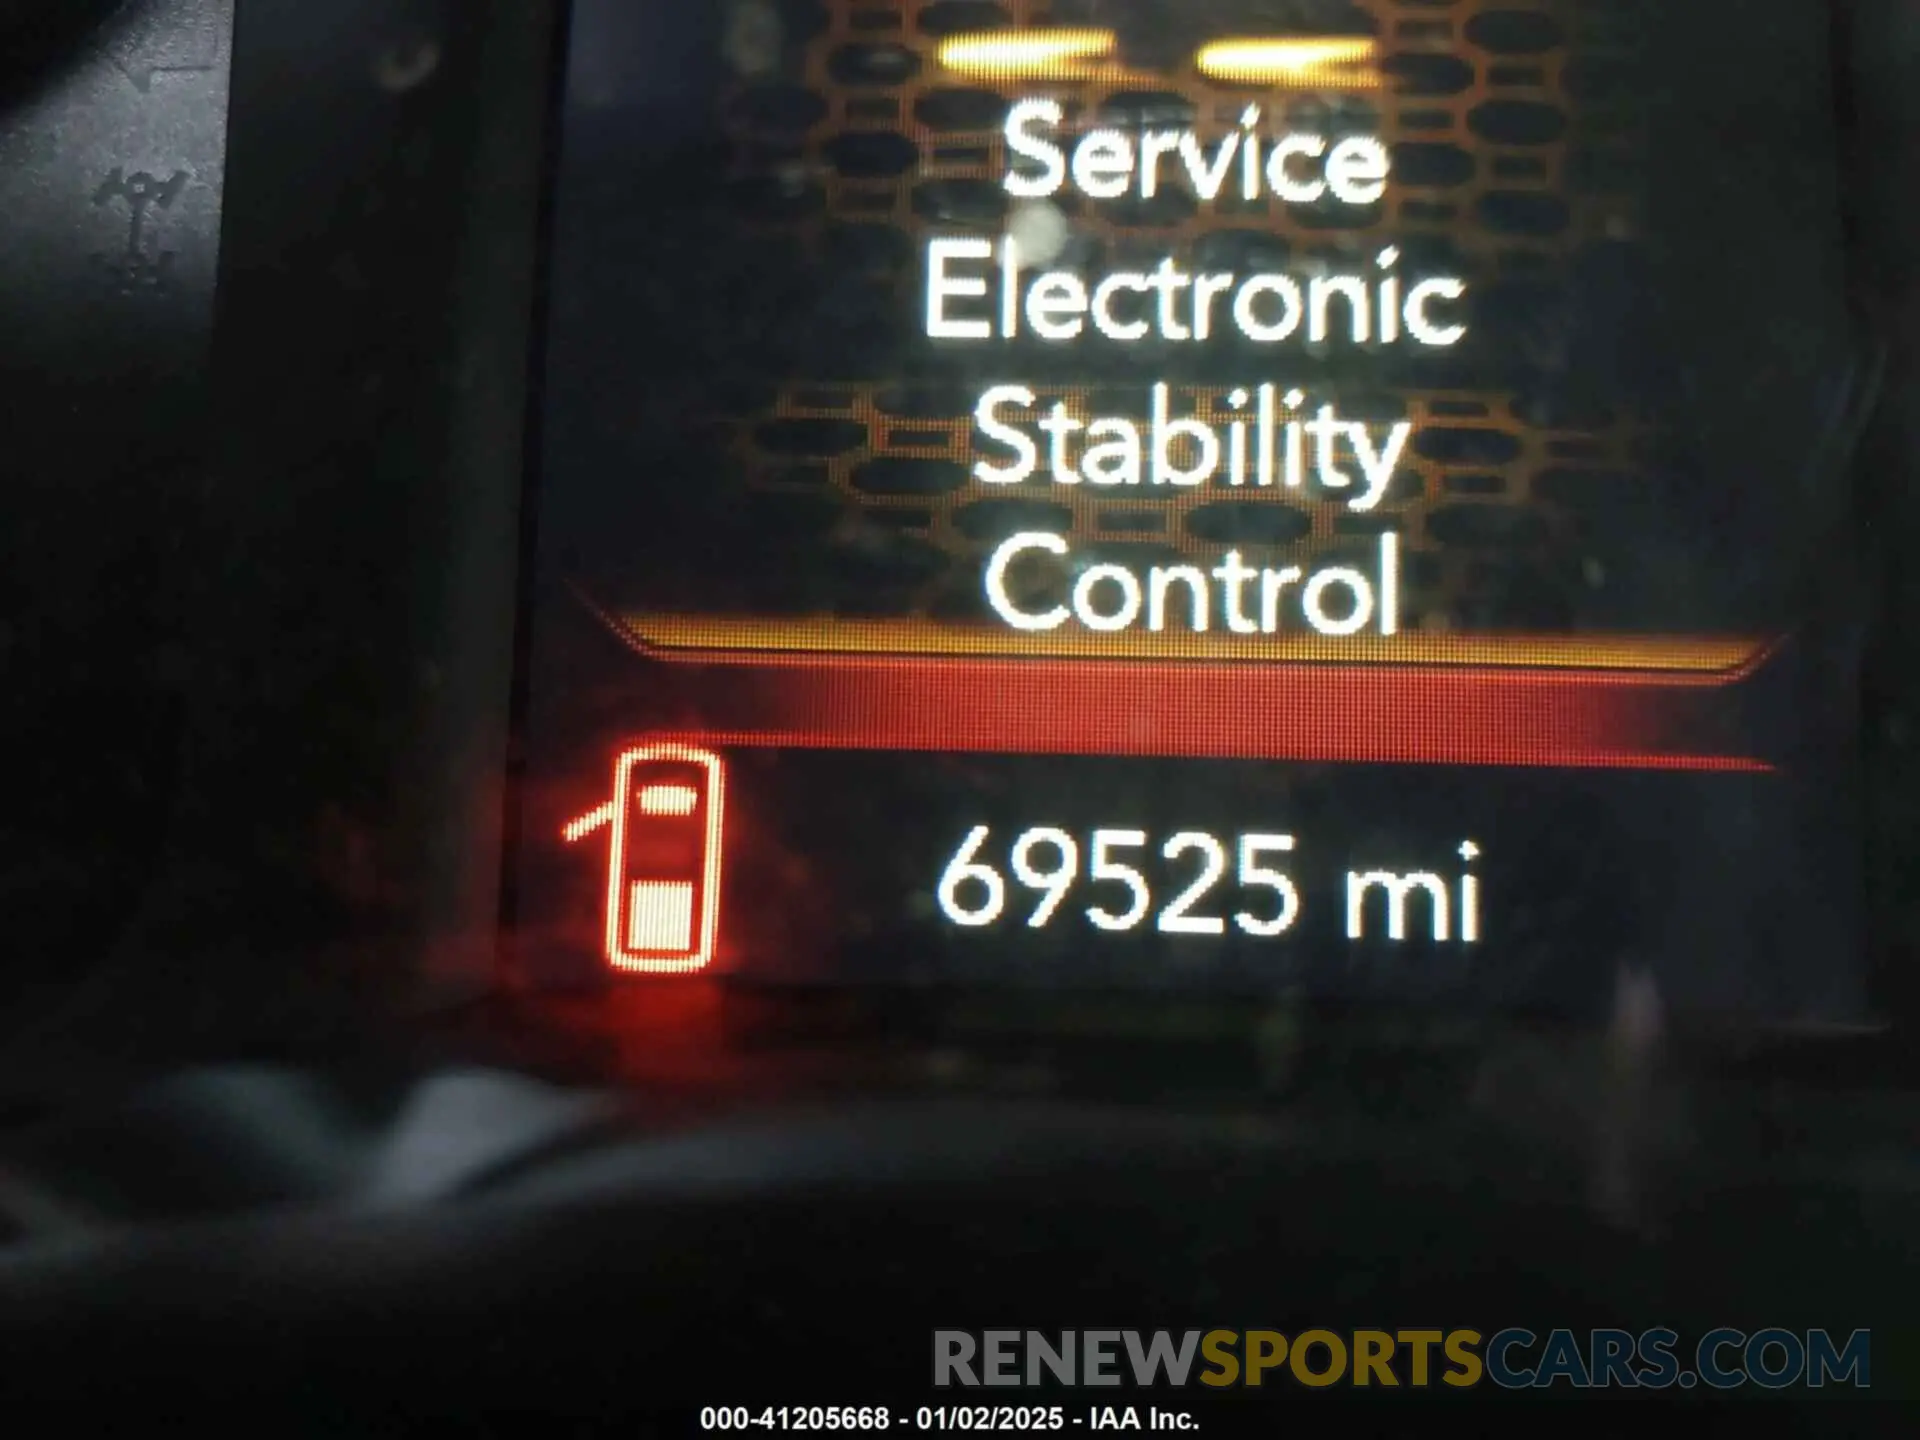 Service
Electronic
Stability
Control
69525 mi
RENEWSPORTSCARS.COM
000-41205668 - 01/02/2025 - IAA Inc.